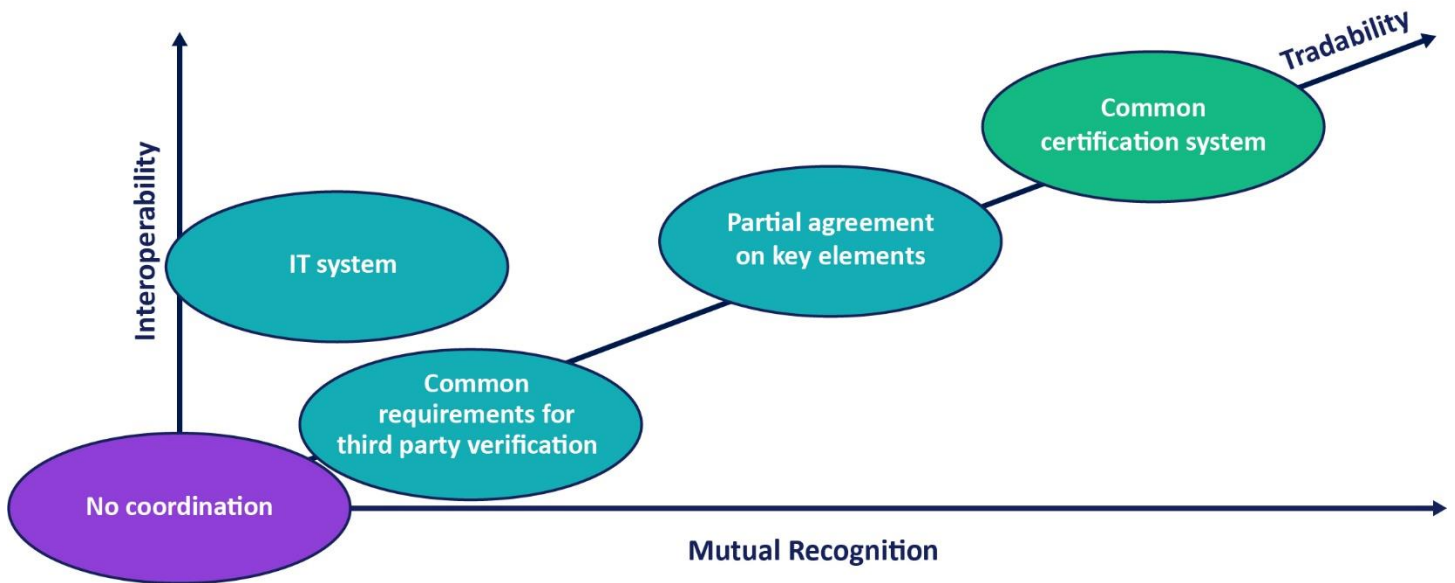 Tradability
Common
certification system
Interoperability
Partial agreement
on key elements
IT system
Common
requirements for
third party verification
No coordination
Mutual Recognition